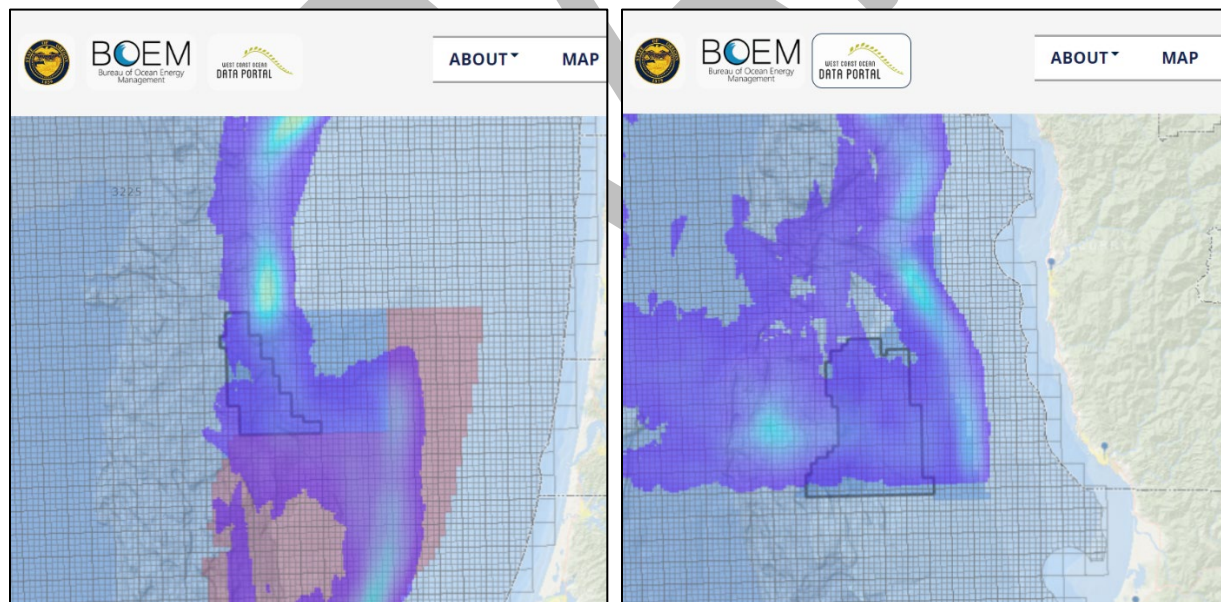 BOEM
Bureau of Ocean Energy
Management
WEST COAST OCEAN
DATA PORTAL
ABOUT
MAP
3225
BOEM
Bureau of Ocean Energy
Management
WEST COAST OCEAN
DATA PORTAL
ABOUT
MAP